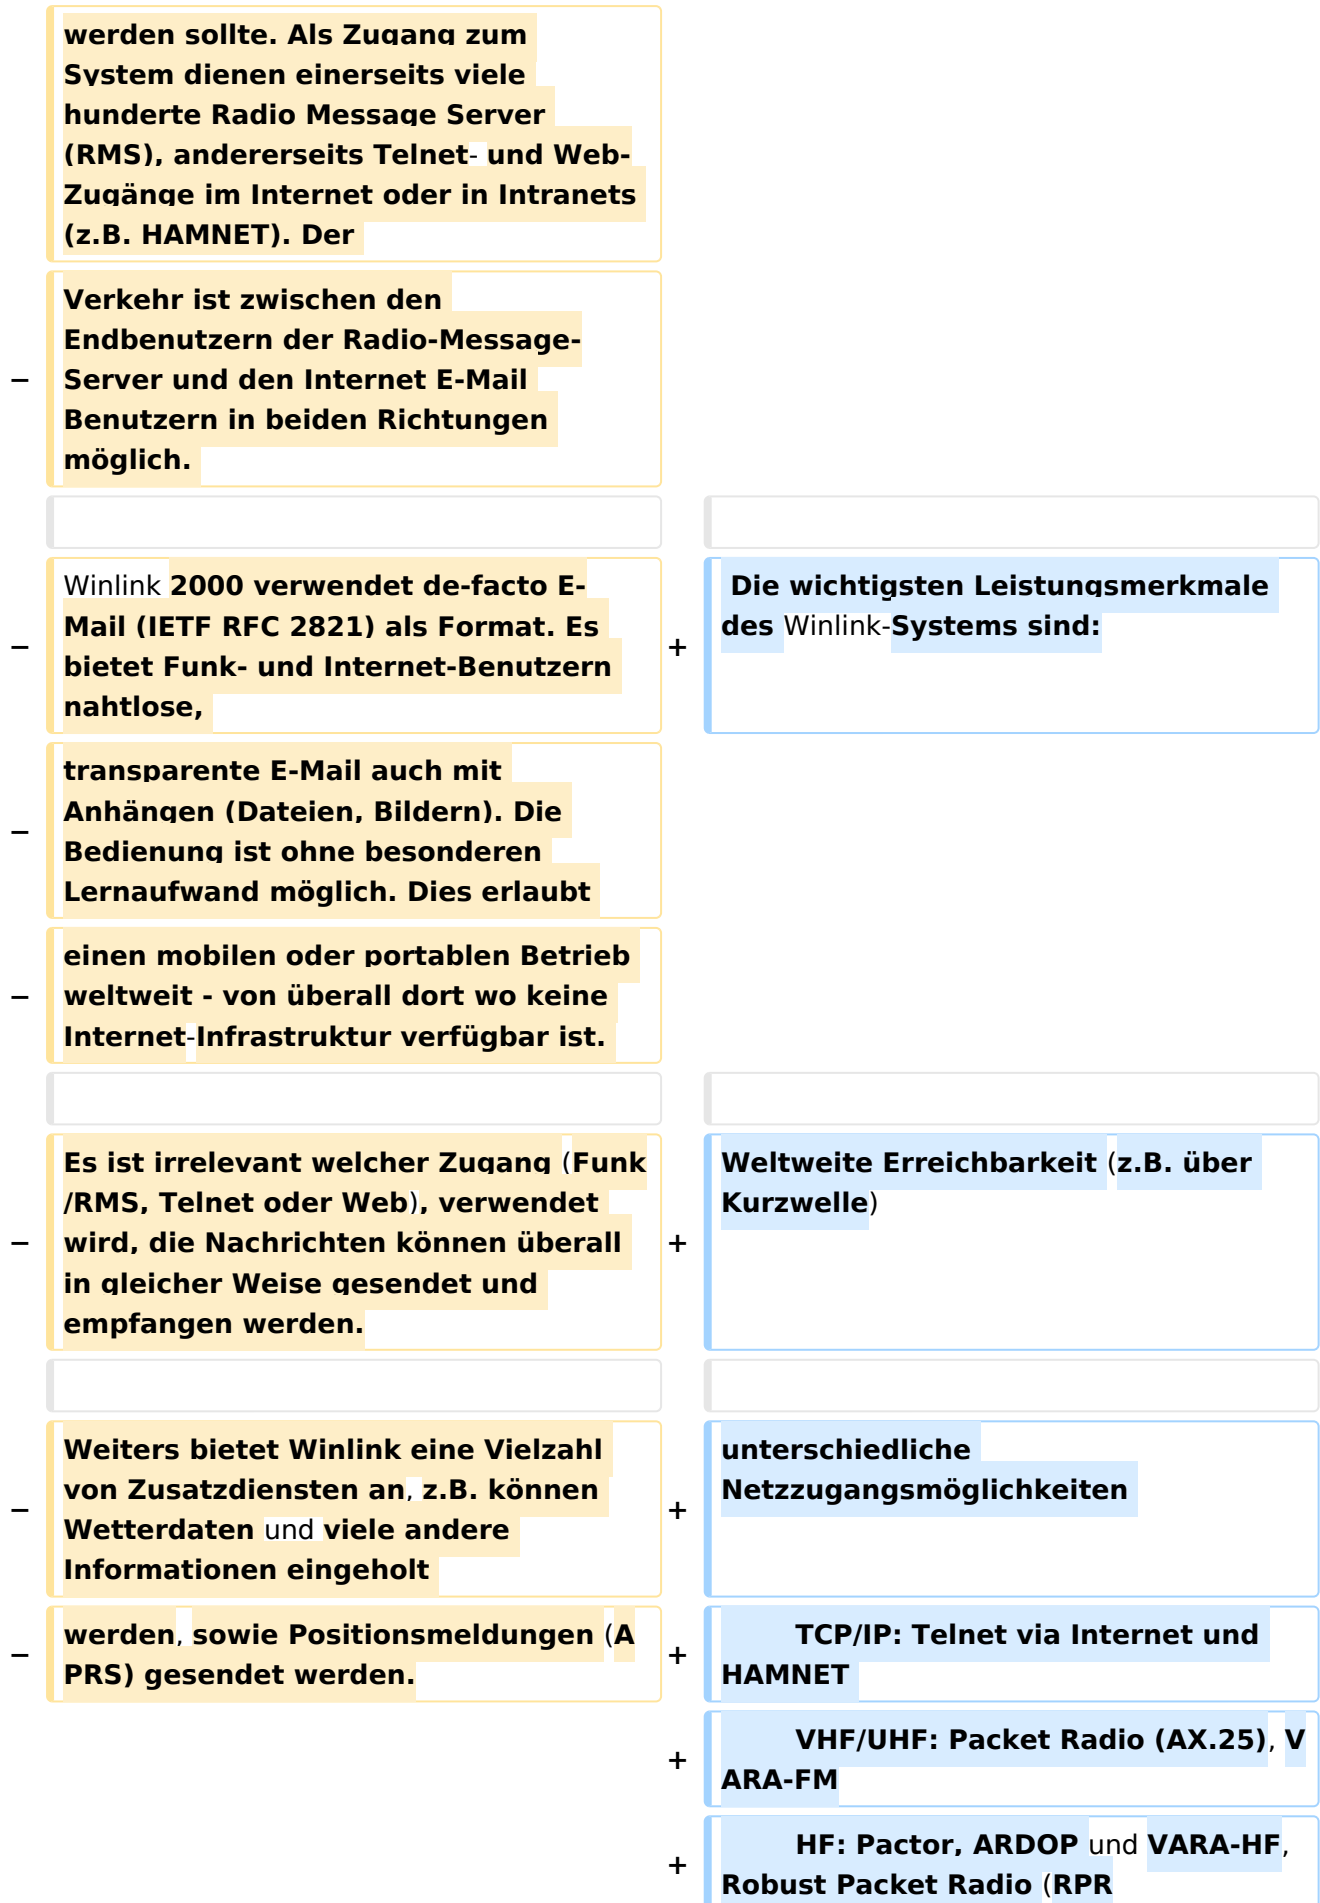 werden sollte. Als Zugang zum
System dienen einerseits viele
hunderte Radio Message Server
(RMS), andererseits Telnet- und Web-
Zugänge im Internet oder in Intranets
(z.B. HAMNET). Der
− Verkehr ist zwischen den
Endbenutzern der Radio-Message-
Server und den Internet E-Mail
Benutzern in beiden Richtungen
möglich.
− Winlink 2000 verwendet de-facto E-
Mail (IETF RFC 2821) als Format. Es
bietet Funk- und Internet-Benutzern
nahtlose,
+ Die wichtigsten Leistungsmerkmale
des Winlink-Systems sind:
− transparente E-Mail auch mit
Anhängen (Dateien, Bildern). Die
Bedienung ist ohne besonderen
Lernaufwand möglich. Dies erlaubt
− einen mobilen oder portablen Betrieb
weltweit - von überall dort wo keine
Internet-Infrastruktur verfügbar ist.
− Es ist irrelevant welcher Zugang (Funk
/RMS, Telnet oder Web), verwendet
wird, die Nachrichten können überall
in gleicher Weise gesendet und
empfangen werden.
+ Weltweite Erreichbarkeit (z.B. über
Kurzwelle)
− Weiters bietet Winlink eine Vielzahl
von Zusatzdiensten an, z.B. können
Wetterdaten und viele andere
Informationen eingeholt
+ unterschiedliche
Netzzugangsmöglichkeiten
− werden, sowie Positionsmeldungen (A
PRS) gesendet werden.
+ TCP/IP: Telnet via Internet und
HAMNET
+ VHF/UHF: Packet Radio (AX.25), V
ARA-FM
+ HF: Pactor, ARDOP und VARA-HF,
Robust Packet Radio (RPR